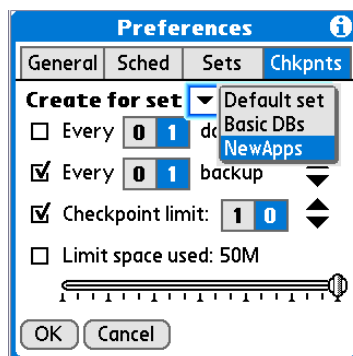 Preferences
General Sched Sets Chkpnts
Create for set Default set
Basic DBs
NewApps
Every 0 1
Every 0 1 backup
Checkpoint limit: 1 0
Limit space used: 50M
OK Cancel